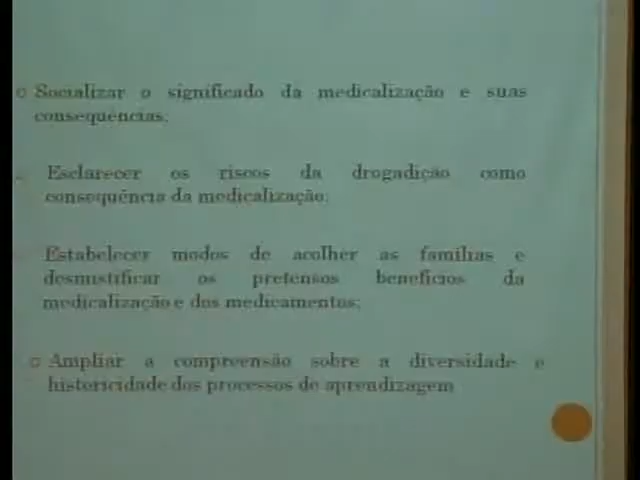 Socializar o significado da medicalização e suas
consequências;
Esclarecer os riscos da drogadição como
consequência da medicalização;
Estabelecer modos de acolher as famílias e
desmistificar os pretensos benefícios da
medicalização e dos medicamentos;
Ampliar a compreensão sobre a diversidade e
historicidade dos processos de aprendizagem